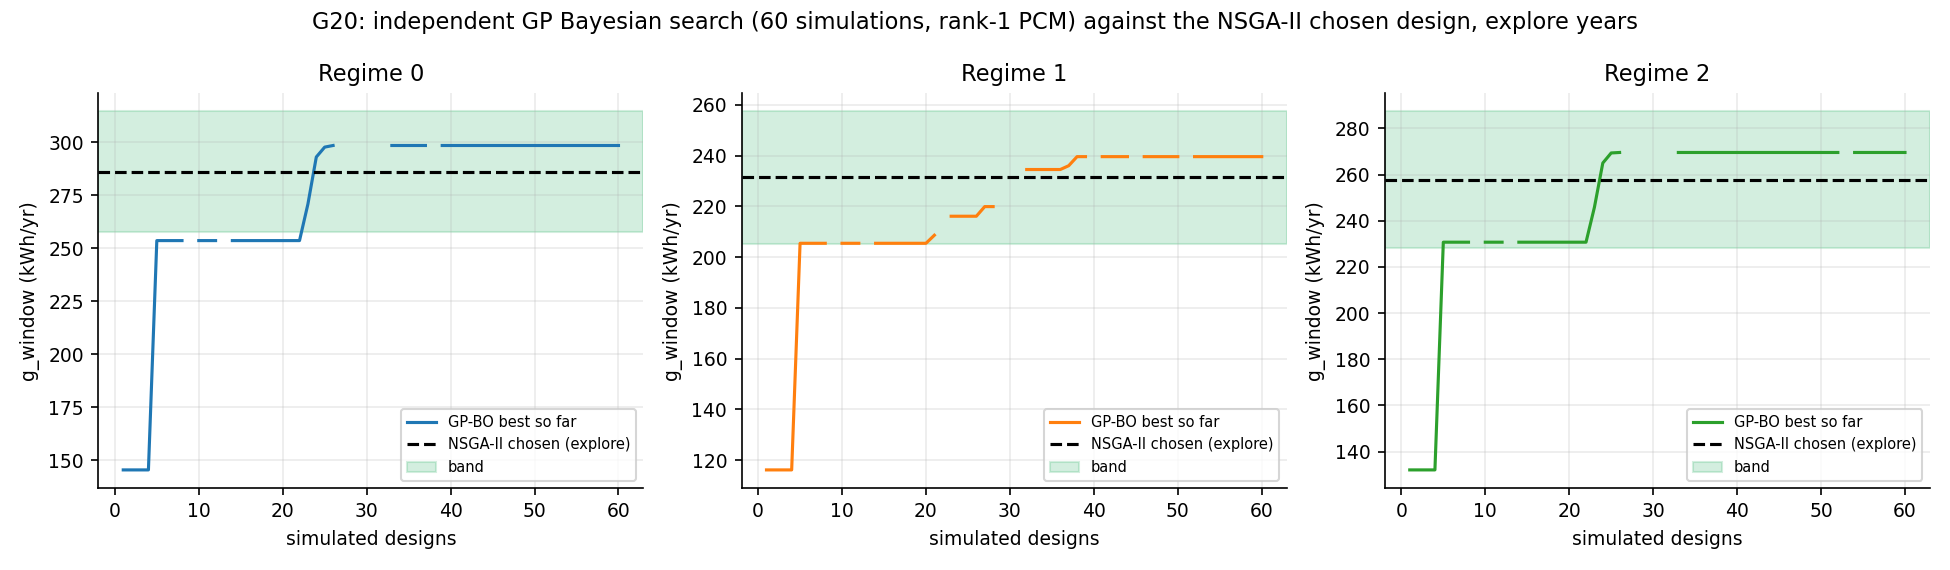 G20: independent GP Bayesian search (60 simulations, rank-1 PCM) against the NSGA-II chosen design, explore years
Regime 0
g_window (kWh/yr)
300
275
250
225
200
175
150
GP-BO best so far
NSGA-II chosen (explore)
band
0 10 20 30 40 50 60
simulated designs
Regime 1
g_window (kWh/yr)
260
240
220
200
180
160
140
120
GP-BO best so far
NSGA-II chosen (explore)
band
0 10 20 30 40 50 60
simulated designs
Regime 2
g_window (kWh/yr)
280
260
240
220
200
180
160
140
GP-BO best so far
NSGA-II chosen (explore)
band
0 10 20 30 40 50 60
simulated designs